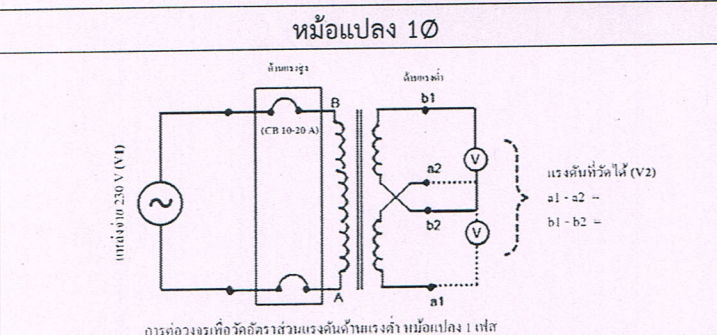 หม้อแปลง 1Ø
ด้านแรงสูง
ด้านแรงต่ำ
B
b1
(CB 10-20 A)
V
แหล่งจ่าย 230 V (V1)
a2
แรงดันที่วัดได้ (V2)
a1 - a2 =
b2
b1 - b2 =
V
A
a1
การต่อวงจรเพื่อวัดอัตราส่วนแรงดันด้านแรงต่ำ หม้อแปลง 1 เฟส